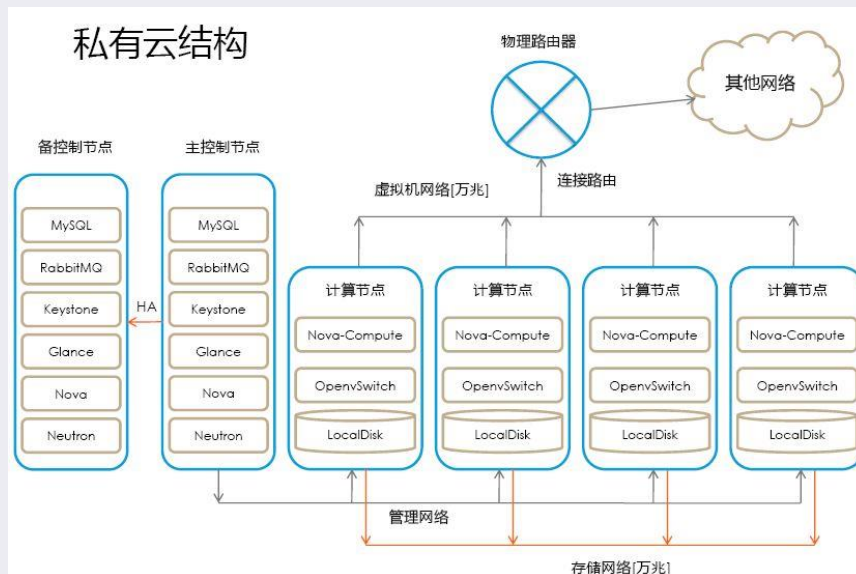 私有云结构
物理路由器
其他网络
备控制节点
主控制节点
虚拟机网络[万兆]
连接路由
MySQL
RabbitMQ
Keystone
Glance
Nova
Neutron
HA
MySQL
RabbitMQ
Keystone
Glance
Nova
Neutron
计算节点
Nova-Compute
OpenvSwitch
LocalDisk
计算节点
Nova-Compute
OpenvSwitch
LocalDisk
计算节点
Nova-Compute
OpenvSwitch
LocalDisk
计算节点
Nova-Compute
OpenvSwitch
LocalDisk
管理网络
存储网络[万兆]